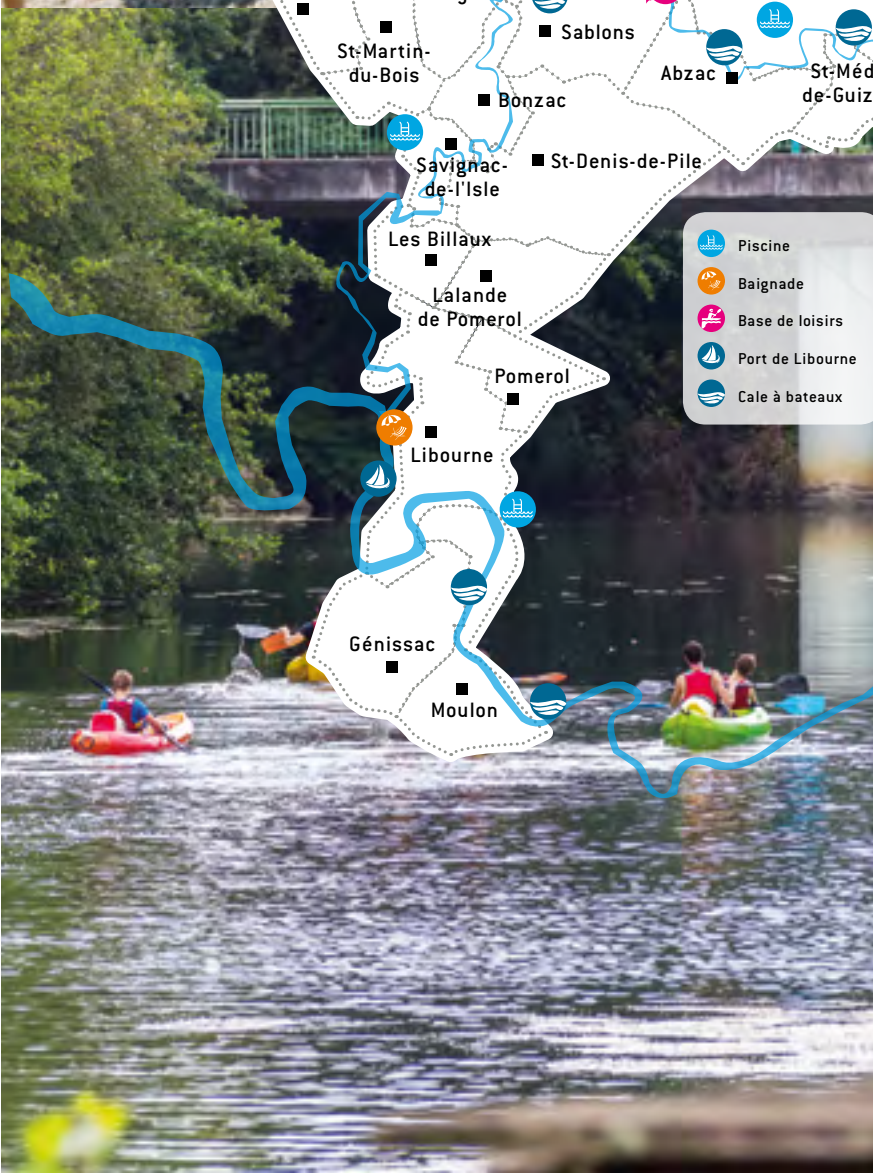 Sablons
St-Martin-
du-Bois
Abzac
St-Méd
de-Guiz
Bonzac
Savignac-
de-l'Isle
St-Denis-de-Pile
Les Billaux
Lalande
de Pomerol
Pomerol
Libourne
Génissac
Moulon
Piscine
Baignade
Base de loisirs
Port de Libourne
Cale à bateaux